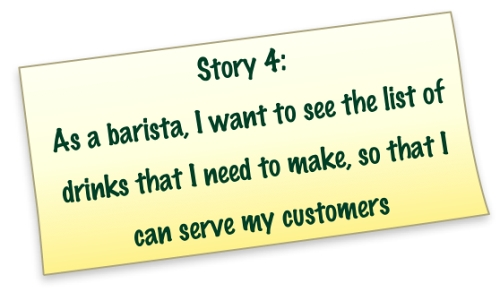 Story 4:
As a barista, I want to see the list of
drinks that I need to make, so that I
can serve my customers